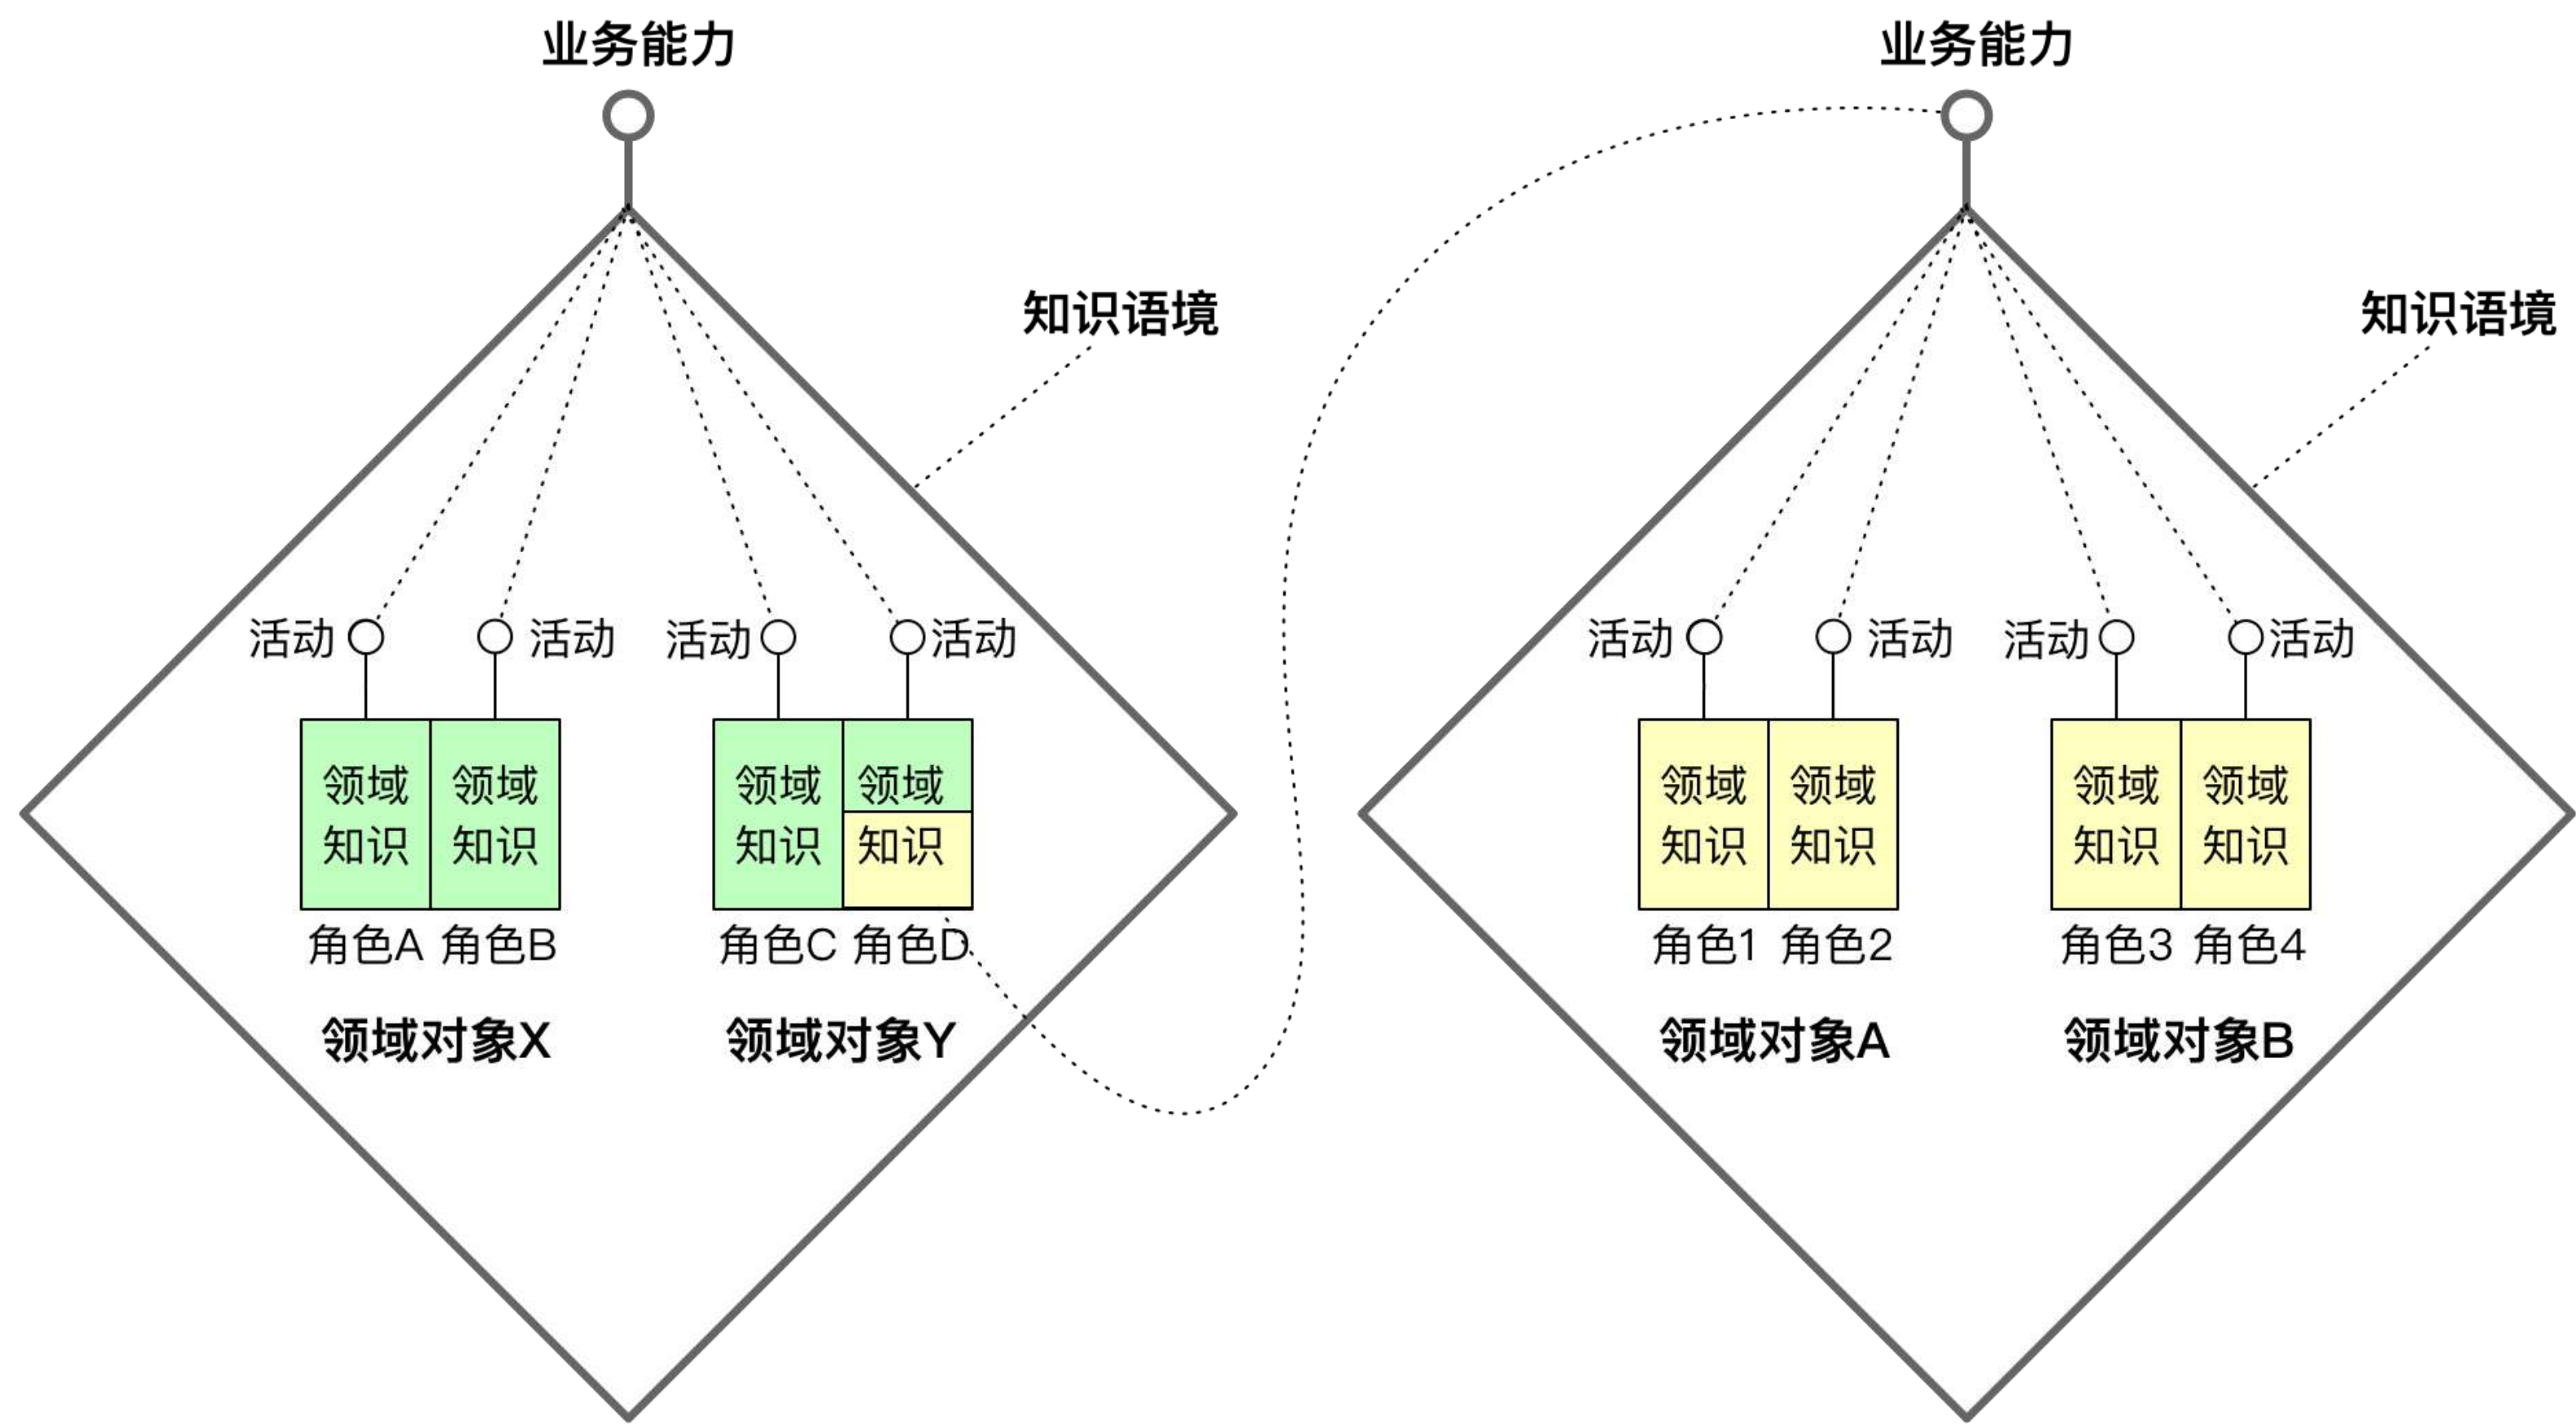 业务能力 业务能力
知识语境 知识语境
活动 活动 活动 活动 活动 活动 活动 活动
领域 领域 领域 领域 领域 领域 领域 领域
知识 知识 知识 知识 知识 知识 知识 知识
角色A 角色B 角色C 角色D 角色1 角色2 角色3 角色4
领域对象X 领域对象Y 领域对象A 领域对象B